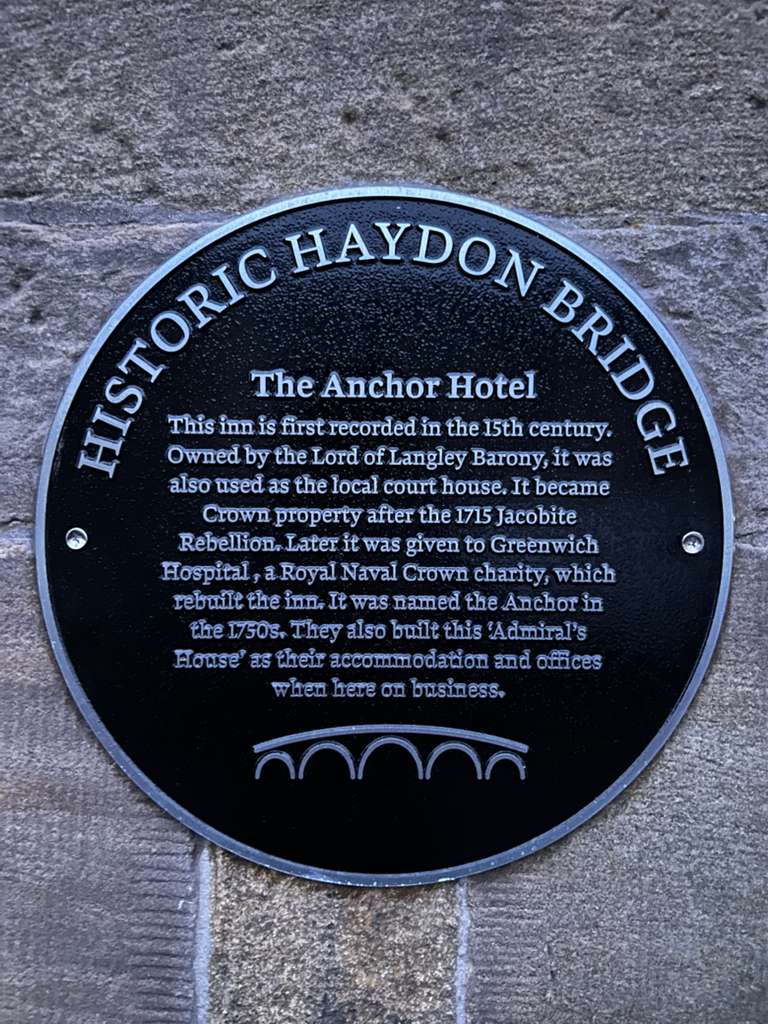 HISTORIC HAYDON BRIDGE
The Anchor Hotel
This inn is first recorded in the 15th century.
Owned by the Lord of Langley Barony, it was
also used as the local court house. It became
Crown property after the 1715 Jacobite
Rebellion. Later it was given to Greenwich
Hospital , a Royal Naval Crown charity, which
rebuilt the inn. It was named the Anchor in
the 1750s. They also built this ‘Admiral’s
House’ as their accommodation and offices
when here on business.